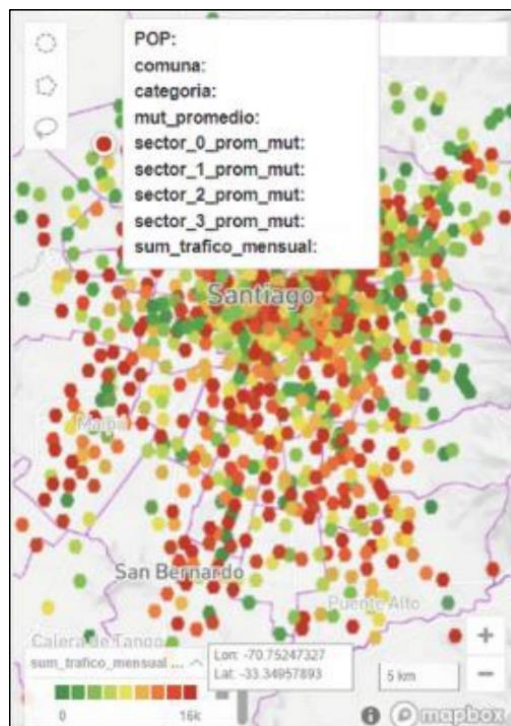 POP:
comuna:
categoria:
mut_promedio:
sector_0_prom_mut:
sector_1_prom_mut:
sector_2_prom_mut:
sector_3_prom_mut:
sum_trafico_mensual:
Santiago
Maipú
San Bernardo
Puente Alto
Calera de Tango
sum_trafico_mensual ...
Lon: -70.75247327
Lat: -33.34957893
5 km
0
16k
mapbox